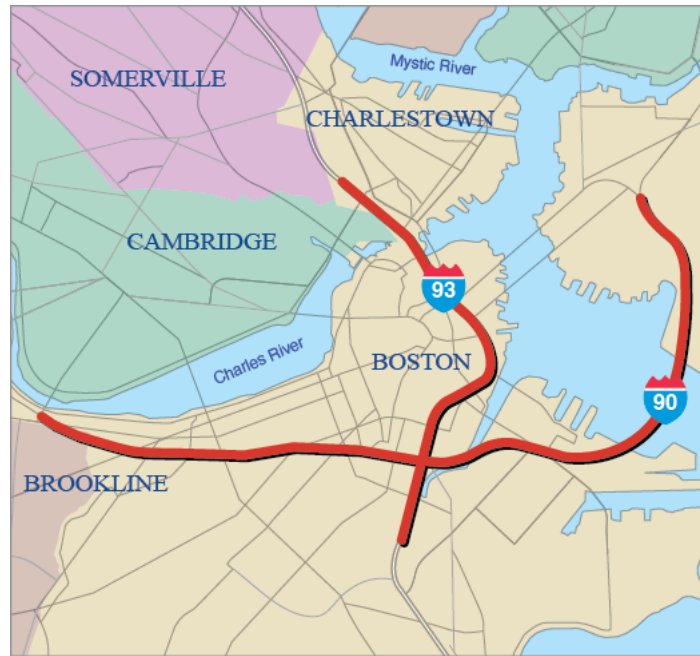 SOMERVILLE
Mystic River
CHARLESTOWN
CAMBRIDGE
93
Charles River
BOSTON
90
BROOKLINE